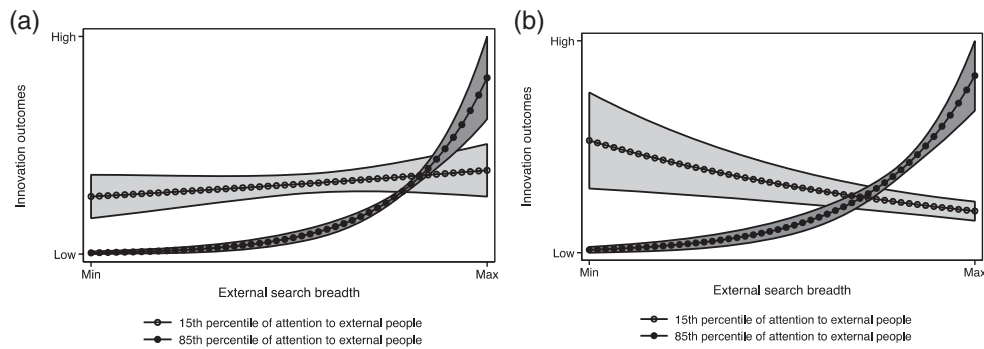 (a)
High
Innovation outcomes
Low
Min
Max
External search breadth
15th percentile of attention to external people
85th percentile of attention to external people
(b)
High
Innovation outcomes
Low
Min
Max
External search breadth
15th percentile of attention to external people
85th percentile of attention to external people